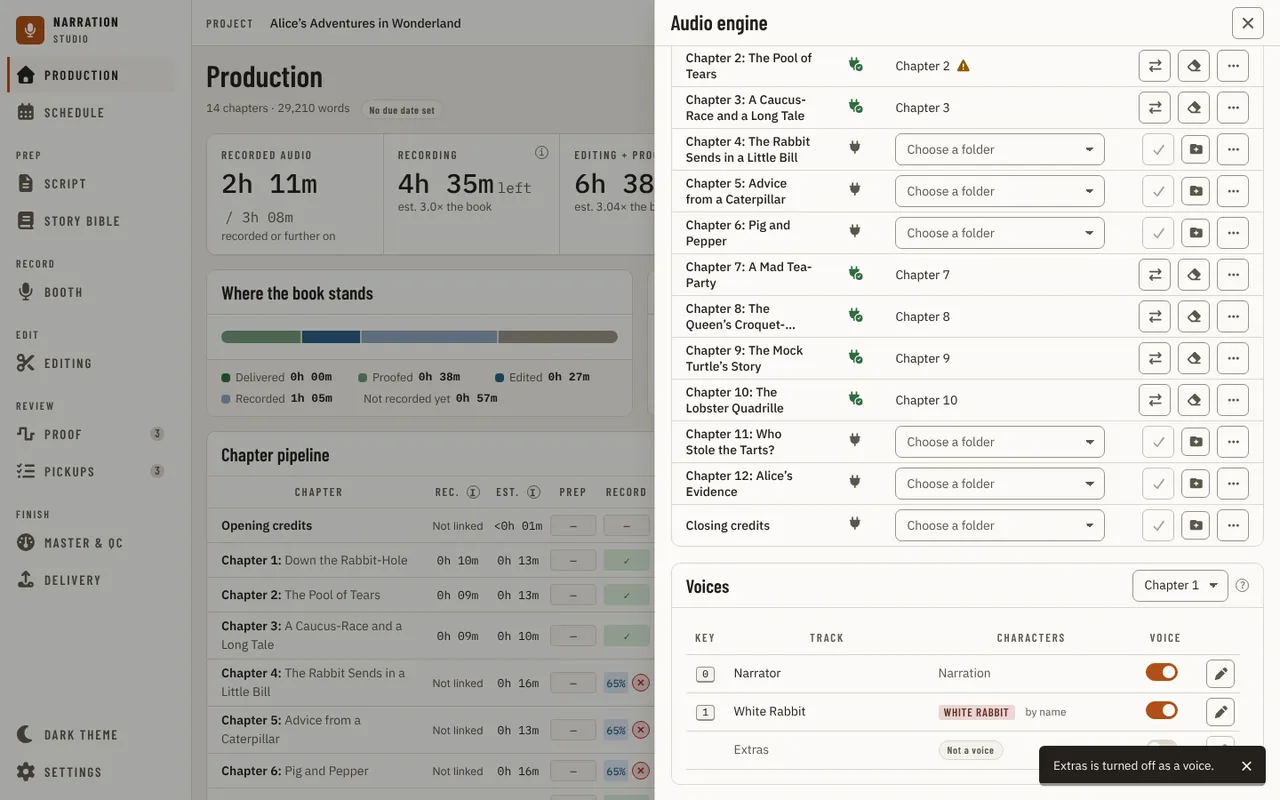 NARRATION
STUDIO
PRODUCTION
SCHEDULE
PREP
SCRIPT
STORY BIBLE
RECORD
BOOTH
EDIT
EDITING
REVIEW
PROOF 3
PICKUPS 3
FINISH
MASTER & QC
DELIVERY
DARK THEME
SETTINGS
PROJECT Alice's Adventures in Wonderland
Production
14 chapters · 29,210 words No due date set
RECORDED AUDIO
2h 11m
/ 3h 08m
recorded or further on
RECORDING
4h 35m left
est. 3.0× the book
EDITING + PRO
6h 38
est. 3.04× the b
Where the book stands
Delivered 0h 00m Proofed 0h 38m Edited 0h 27m
Recorded 1h 05m Not recorded yet 0h 57m
Chapter pipeline
CHAPTER REC. EST. PREP RECORD
Opening credits Not linked <0h 01m – –
Chapter 1: Down the Rabbit-Hole 0h 10m 0h 13m – ✓
Chapter 2: The Pool of Tears 0h 09m 0h 13m – ✓
Chapter 3: A Caucus-Race and a
Long Tale 0h 09m 0h 10m – ✓
Chapter 4: The Rabbit Sends in a
Little Bill Not linked 0h 16m – 65%
Chapter 5: Advice from a
Caterpillar Not linked 0h 13m – 65%
Chapter 6: Pig and Pepper Not linked 0h 16m – 65%
Audio engine
Chapter 2: The Pool of
Tears Chapter 2
Chapter 3: A Caucus-
Race and a Long Tale Chapter 3
Chapter 4: The Rabbit
Sends in a Little Bill Choose a folder
Chapter 5: Advice
from a Caterpillar Choose a folder
Chapter 6: Pig and
Pepper Choose a folder
Chapter 7: A Mad Tea-
Party Chapter 7
Chapter 8: The
Queen's Croquet-... Chapter 8
Chapter 9: The Mock
Turtle's Story Chapter 9
Chapter 10: The
Lobster Quadrille Chapter 10
Chapter 11: Who
Stole the Tarts? Choose a folder
Chapter 12: Alice's
Evidence Choose a folder
Closing credits Choose a folder
Voices Chapter 1 ?
KEY TRACK CHARACTERS VOICE
0 Narrator Narration
1 White Rabbit WHITE RABBIT by name
Extras Not a voice
Extras is turned off as a voice.